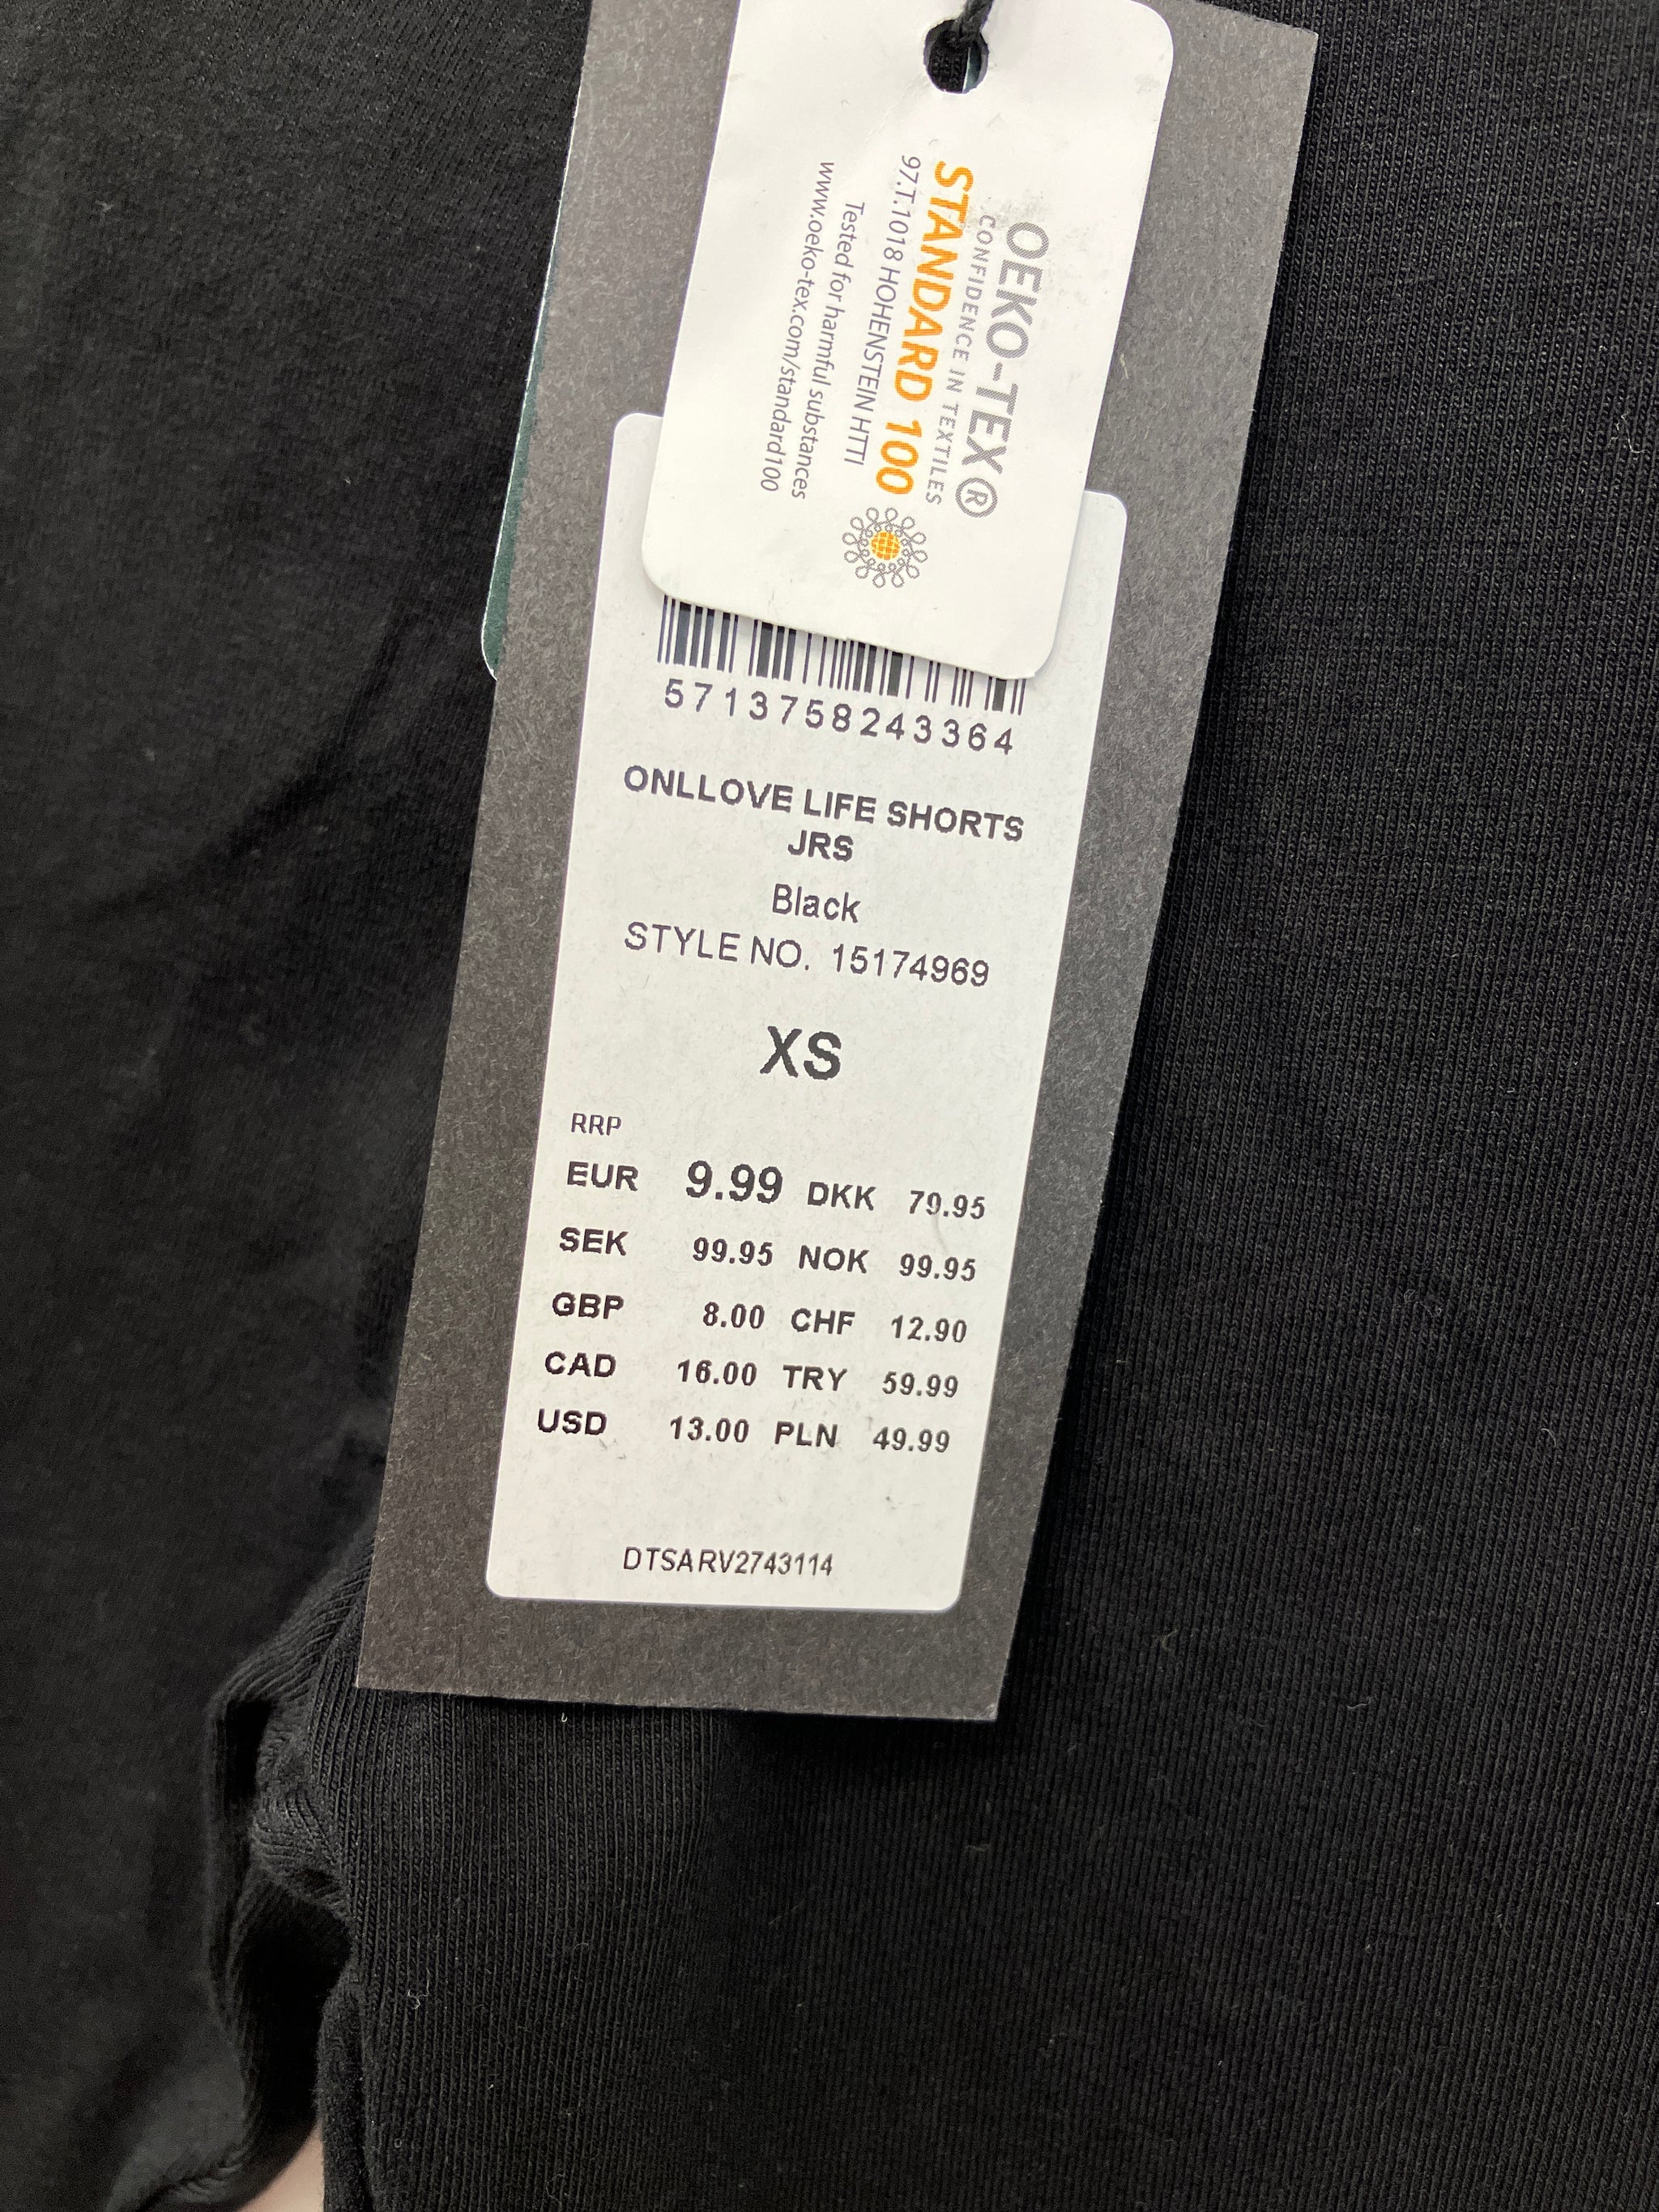 OEKO-TEX®
CONFIDENCE IN TEXTILES
STANDARD 100
97.T.1018 HOHENSTEIN HTTI
Tested for harmful substances
www.oeko-tex.com/standard100
5713758243364
ONLLOVE LIFE SHORTS
JRS
Black
STYLE NO. 15174969
XS
RRP
EUR 9.99 DKK 79.95
SEK 99.95 NOK 99.95
GBP 8.00 CHF 12.90
CAD 16.00 TRY 59.99
USD 13.00 PLN 49.99
DTSARV2743114